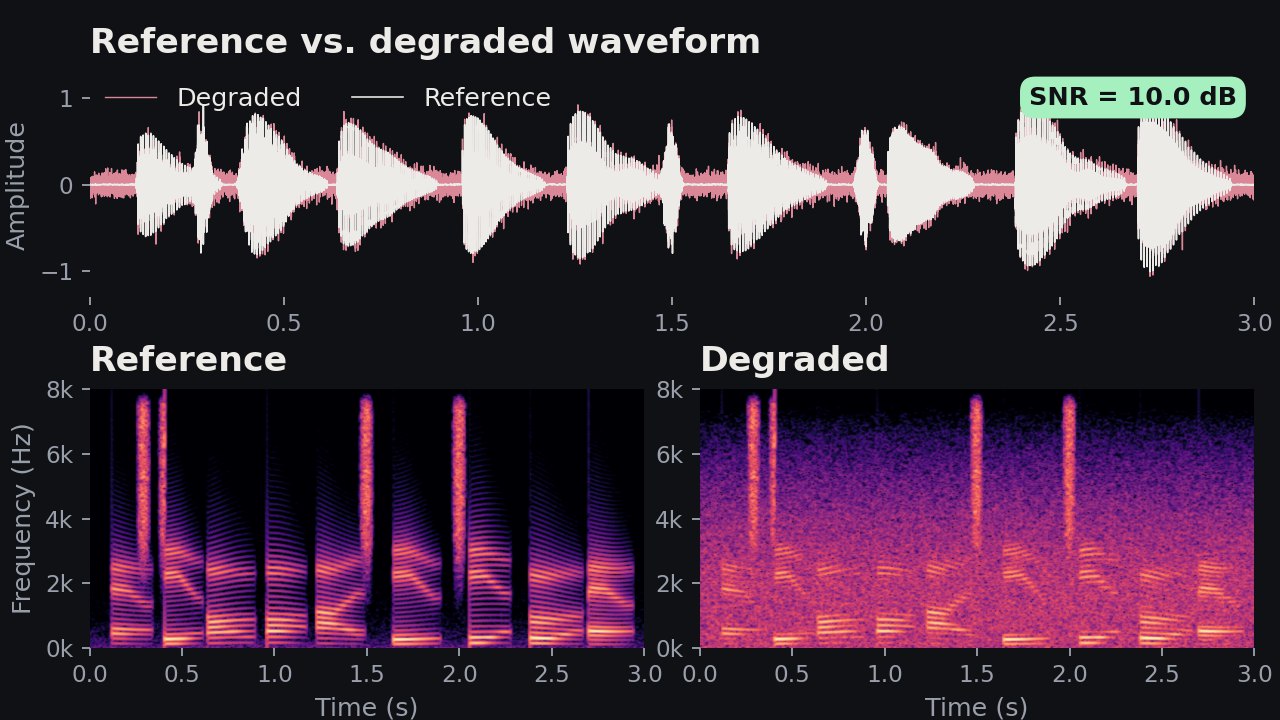 Reference vs. degraded waveform
Degraded
Reference
SNR = 10.0 dB
Amplitude
1
0
−1
0.0 0.5 1.0 1.5 2.0 2.5 3.0
Reference
Frequency (Hz)
8k
6k
4k
2k
0k
0.0 0.5 1.0 1.5 2.0 2.5 3.0
Time (s)
Degraded
8k
6k
4k
2k
0k
0.0 0.5 1.0 1.5 2.0 2.5 3.0
Time (s)